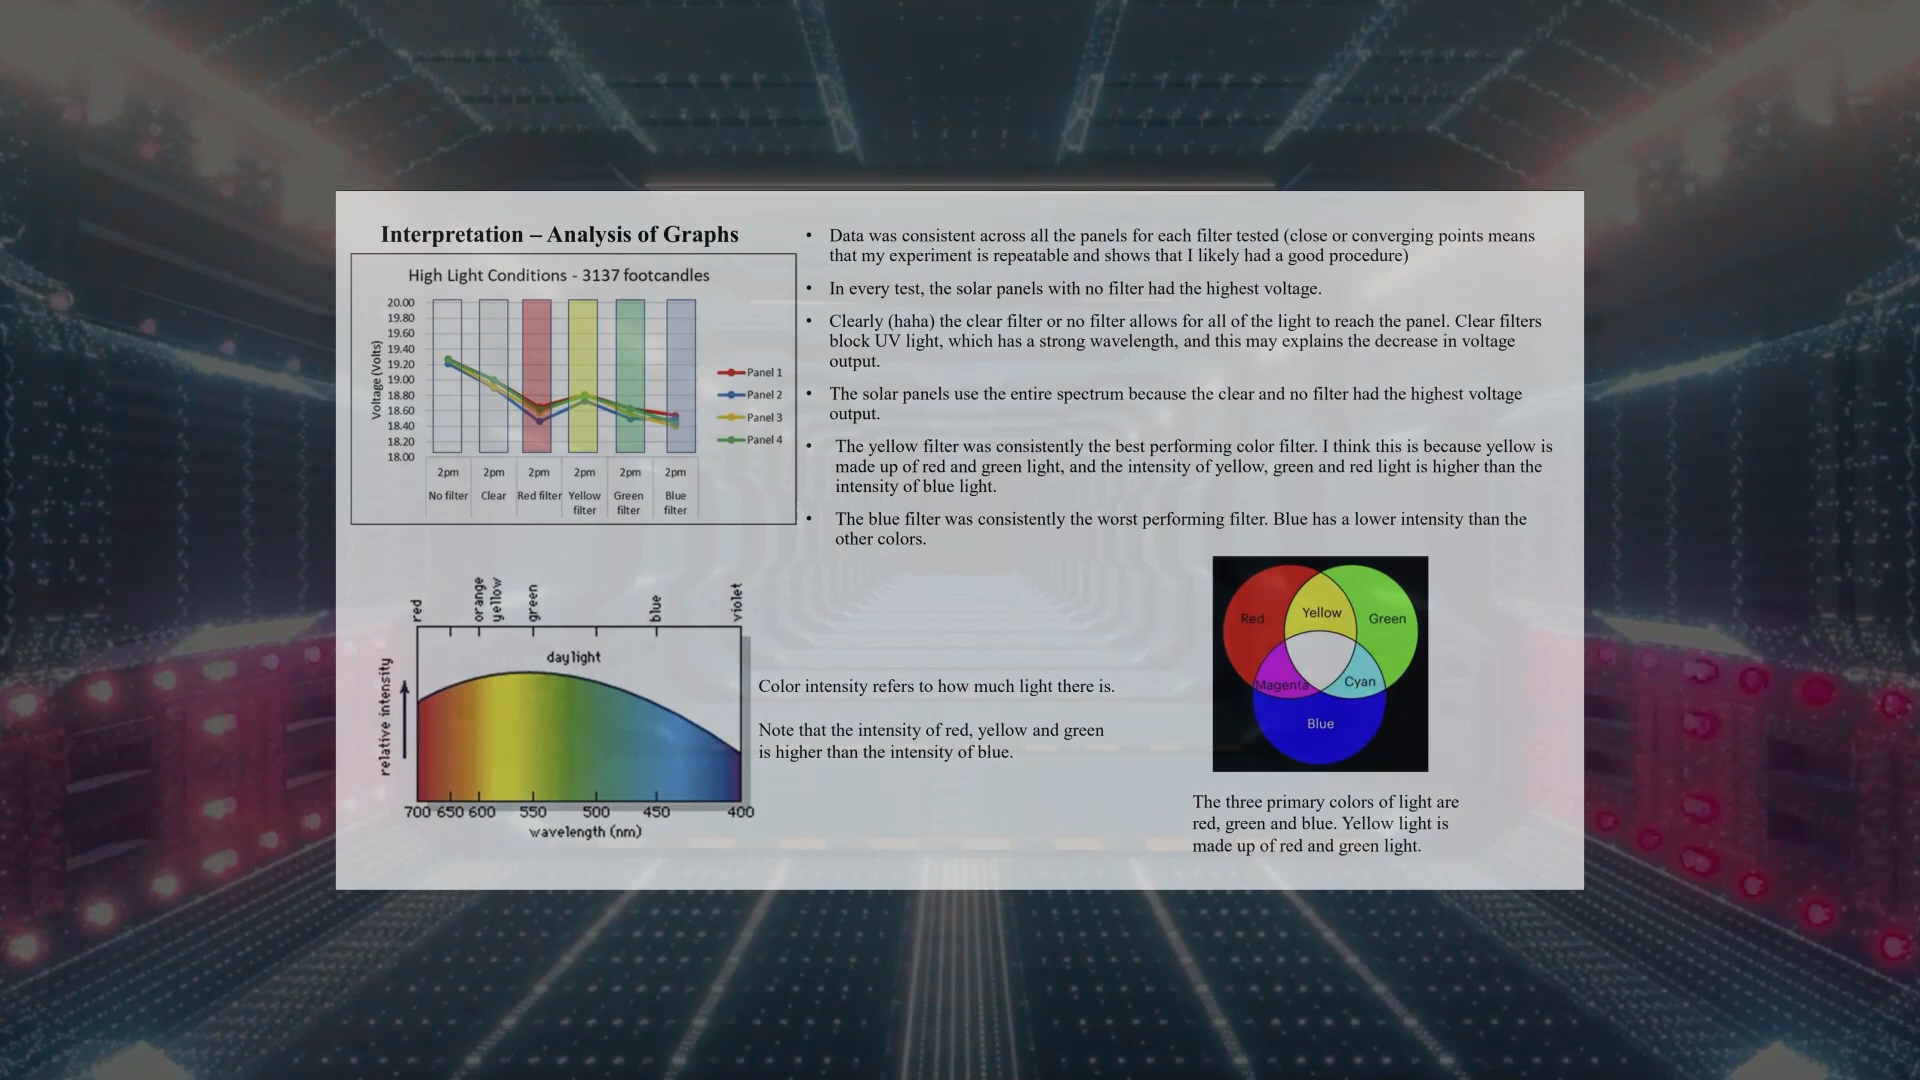 Interpretation – Analysis of Graphs
High Light Conditions - 3137 footcandles
Voltage (Volts)
20.00
19.80
19.60
19.40
19.20
19.00
18.80
18.60
18.40
18.20
18.00
2pm 2pm 2pm 2pm 2pm 2pm
No filter Clear Red filter Yellow filter Green filter Blue filter
Panel 1
Panel 2
Panel 3
Panel 4
• Data was consistent across all the panels for each filter tested (close or converging points means
that my experiment is repeatable and shows that I likely had a good procedure)
• In every test, the solar panels with no filter had the highest voltage.
• Clearly (haha) the clear filter or no filter allows for all of the light to reach the panel. Clear filters
block UV light, which has a strong wavelength, and this may explains the decrease in voltage
output.
• The solar panels use the entire spectrum because the clear and no filter had the highest voltage
output.
• The yellow filter was consistently the best performing color filter. I think this is because yellow is
made up of red and green light, and the intensity of yellow, green and red light is higher than the
intensity of blue light.
• The blue filter was consistently the worst performing filter. Blue has a lower intensity than the
other colors.
red orange yellow green blue violet
daylight
relative intensity
700 650 600 550 500 450 400
wavelength (nm)
Color intensity refers to how much light there is.
Note that the intensity of red, yellow and green
is higher than the intensity of blue.
Red
Yellow
Green
Magenta
Cyan
Blue
The three primary colors of light are
red, green and blue. Yellow light is
made up of red and green light.